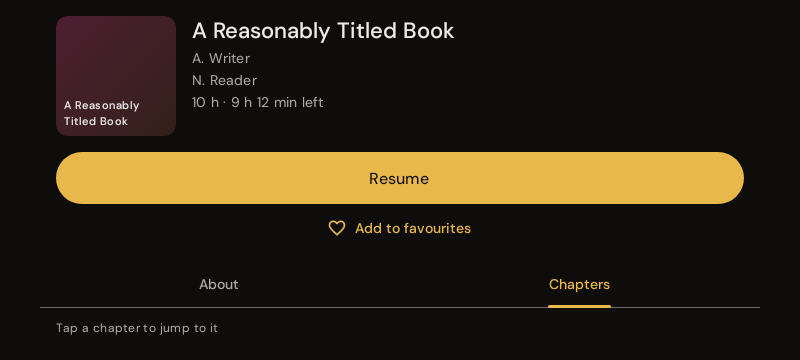 A Reasonably Titled Book
A. Writer
N. Reader
10 h · 9 h 12 min left
A Reasonably
Titled Book
Resume
Add to favourites
About
Chapters
Tap a chapter to jump to it